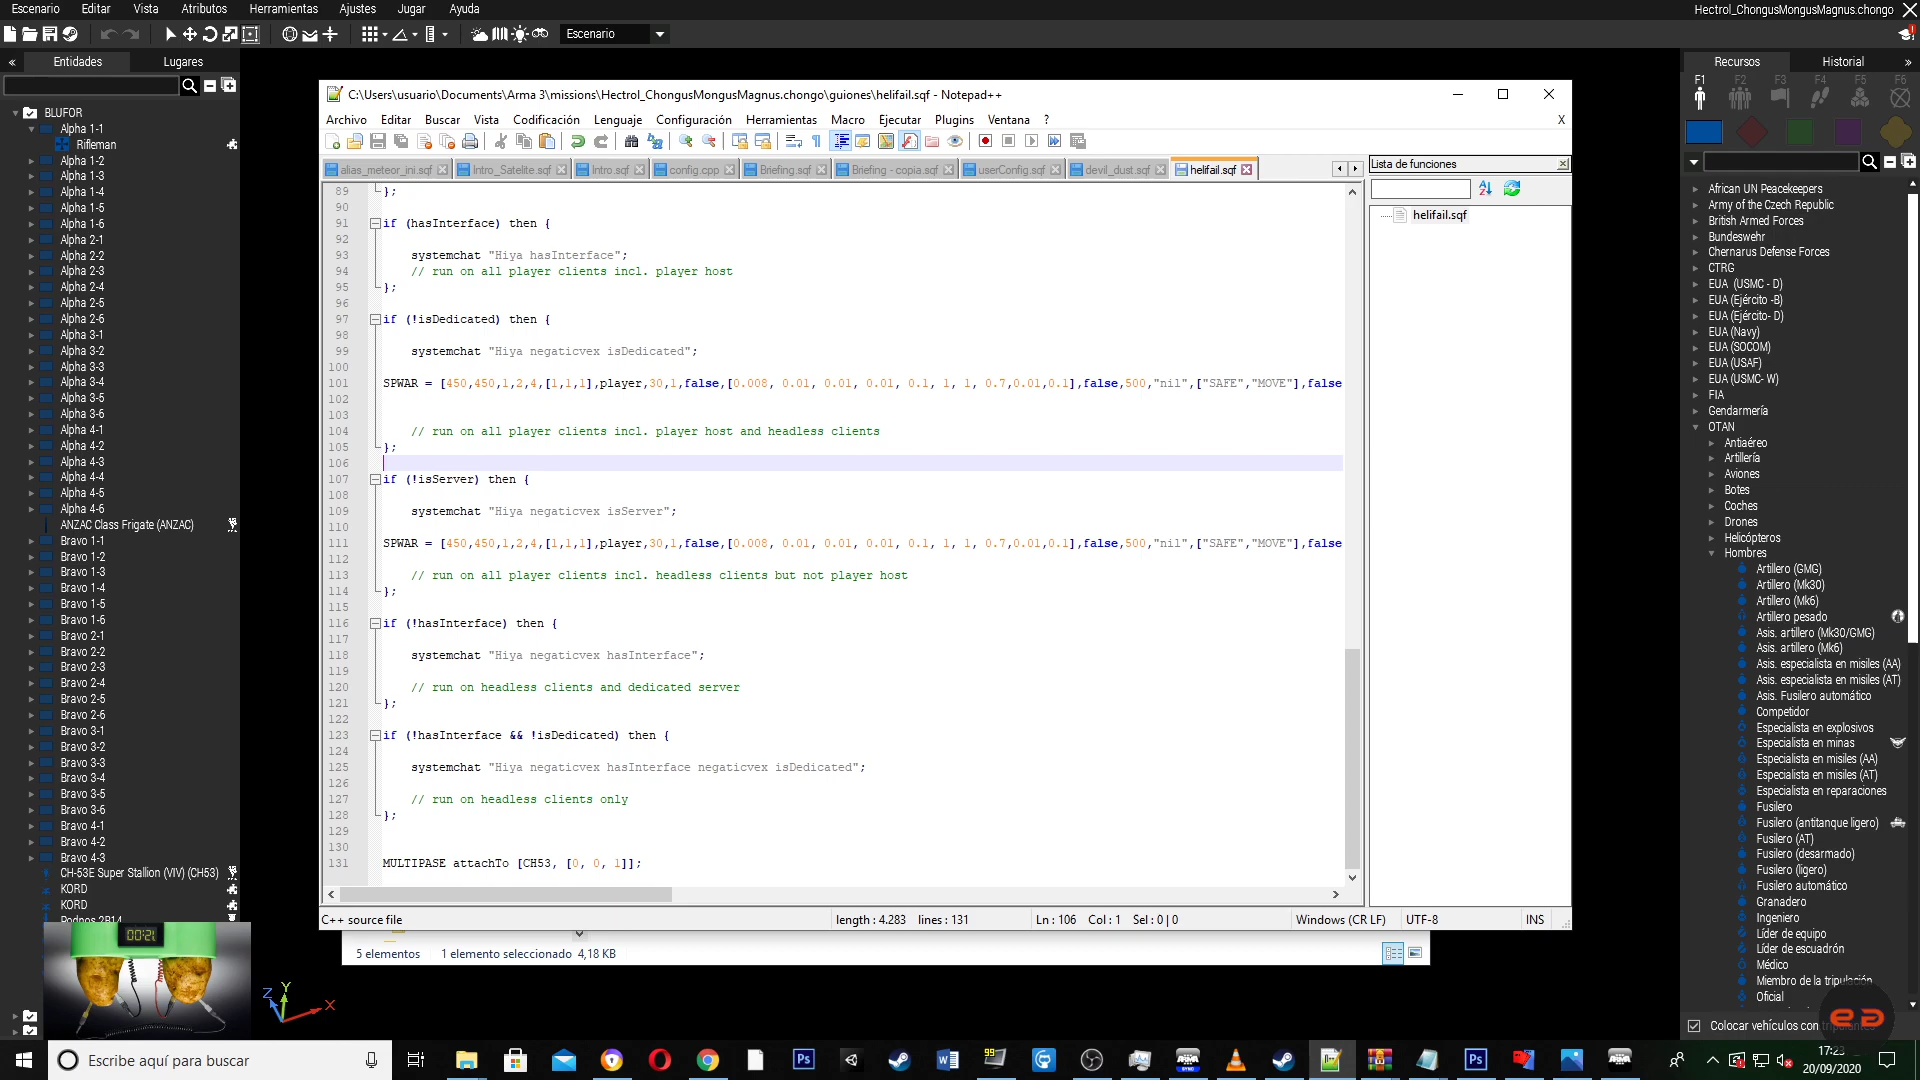 Escenario Editar Vista Atributos Herramientas Ajustes Jugar Ayuda
Hectrol_ChongusMongusMagnus.chongo
Escenario
Entidades Lugares
BLUFOR
Alpha 1-1
Rifleman
Alpha 1-2
Alpha 1-3
Alpha 1-4
Alpha 1-5
Alpha 1-6
Alpha 2-1
Alpha 2-2
Alpha 2-3
Alpha 2-4
Alpha 2-5
Alpha 2-6
Alpha 3-1
Alpha 3-2
Alpha 3-3
Alpha 3-4
Alpha 3-5
Alpha 3-6
Alpha 4-1
Alpha 4-2
Alpha 4-3
Alpha 4-4
Alpha 4-5
Alpha 4-6
ANZAC Class Frigate (ANZAC)
Bravo 1-1
Bravo 1-2
Bravo 1-3
Bravo 1-4
Bravo 1-5
Bravo 1-6
Bravo 2-1
Bravo 2-2
Bravo 2-3
Bravo 2-4
Bravo 2-5
Bravo 2-6
Bravo 3-1
Bravo 3-2
Bravo 3-3
Bravo 3-4
Bravo 3-5
Bravo 3-6
Bravo 4-1
Bravo 4-2
Bravo 4-3
CH-53E Super Stallion (VIV) (CH53)
KORD
KORD
Podnos 2B14
Z Y X
C:\Users\usuario\Documents\Arma 3\missions\Hectrol_ChongusMongusMagnus.chongo\guiones\helifail.sqf - Notepad++
Archivo Editar Buscar Vista Codificación Lenguaje Configuración Herramientas Macro Ejecutar Plugins Ventana ? X
alias_meteor_ini.sqf Intro_Satelite.sqf Intro.sqf config.cpp Briefing.sqf Briefing - copia.sqf userConfig.sqf devil_dust.sqf helifail.sqf
89 };
90
91 if (hasInterface) then {
92
93 systemchat "Hiya hasInterface";
94 // run on all player clients incl. player host
95 };
96
97 if (!isDedicated) then {
98
99 systemchat "Hiya negaticvex isDedicated";
100
101 SPWAR = [450,450,1,2,4,[1,1,1],player,30,1,false,[0.008, 0.01, 0.01, 0.01, 0.1, 1, 1, 0.7,0.01,0.1],false,500,"nil",["SAFE","MOVE"],false
102
103
104 // run on all player clients incl. player host and headless clients
105 };
106
107 if (!isServer) then {
108
109 systemchat "Hiya negaticvex isServer";
110
111 SPWAR = [450,450,1,2,4,[1,1,1],player,30,1,false,[0.008, 0.01, 0.01, 0.01, 0.1, 1, 1, 0.7,0.01,0.1],false,500,"nil",["SAFE","MOVE"],false
112
113 // run on all player clients incl. headless clients but not player host
114 };
115
116 if (!hasInterface) then {
117
118 systemchat "Hiya negaticvex hasInterface";
119
120 // run on headless clients and dedicated server
121 };
122
123 if (!hasInterface && !isDedicated) then {
124
125 systemchat "Hiya negaticvex hasInterface negaticvex isDedicated";
126
127 // run on headless clients only
128 };
129
130
131 MULTIPASE attachTo [CH53, [0, 0, 1]];
C++ source file length : 4.283 lines : 131 Ln : 106 Col : 1 Sel : 0 | 0 Windows (CR LF) UTF-8 INS
5 elementos 1 elemento seleccionado 4,18 KB
Lista de funciones
helifail.sqf
Recursos Historial
F1 F2 F3 F4 F5 F6
African UN Peacekeepers
Army of the Czech Republic
British Armed Forces
Bundeswehr
Chernarus Defense Forces
CTRG
EUA (USMC - D)
EUA (Ejército -B)
EUA (Ejército- D)
EUA (Navy)
EUA (SOCOM)
EUA (USAF)
EUA (USMC- W)
FIA
Gendarmería
OTAN
Antiaéreo
Artillería
Aviones
Botes
Coches
Drones
Helicópteros
Hombres
Artillero (GMG)
Artillero (Mk30)
Artillero (Mk6)
Artillero pesado
Asis. artillero (Mk30/GMG)
Asis. artillero (Mk6)
Asis. especialista en misiles (AA)
Asis. especialista en misiles (AT)
Asis. Fusilero automático
Competidor
Especialista en explosivos
Especialista en minas
Especialista en misiles (AA)
Especialista en misiles (AT)
Especialista en reparaciones
Fusilero
Fusilero (antitanque ligero)
Fusilero (AT)
Fusilero (desarmado)
Fusilero (ligero)
Fusilero automático
Granadero
Ingeniero
Líder de equipo
Líder de escuadrón
Médico
Miembro de la tripulación
Oficial
Colocar vehículos con tripulantes
Escribe aquí para buscar
17:23
20/09/2020